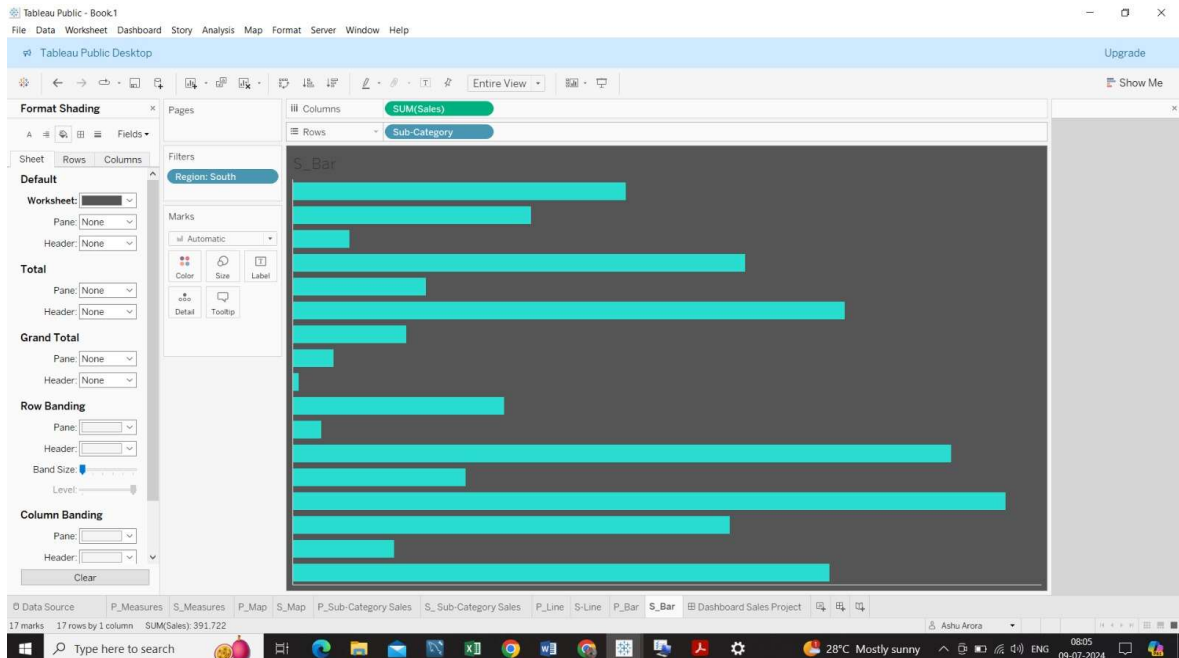 Tableau Public - Book1
File Data Worksheet Dashboard Story Analysis Map Format Server Window Help
Tableau Public Desktop Upgrade
Entire View Show Me
Format Shading
A Fields
Sheet Rows Columns
Default
Worksheet:
Pane: None
Header: None
Total
Pane: None
Header: None
Grand Total
Pane: None
Header: None
Row Banding
Pane:
Header:
Band Size:
Level:
Column Banding
Pane:
Header:
Clear
Pages
Filters
Region: South
Marks
Automatic
Color Size Label
Detail Tooltip
Columns SUM(Sales)
Rows Sub-Category
S_Bar
Data Source P_Measures S_Measures P_Map S_Map P_Sub-Category Sales S_ Sub-Category Sales P_Line S-Line P_Bar S_Bar Dashboard Sales Project
17 marks 17 rows by 1 column SUM(Sales): 391.722 Ashu Arora
Type here to search 28°C Mostly sunny ENG 08:05
09-07-2024